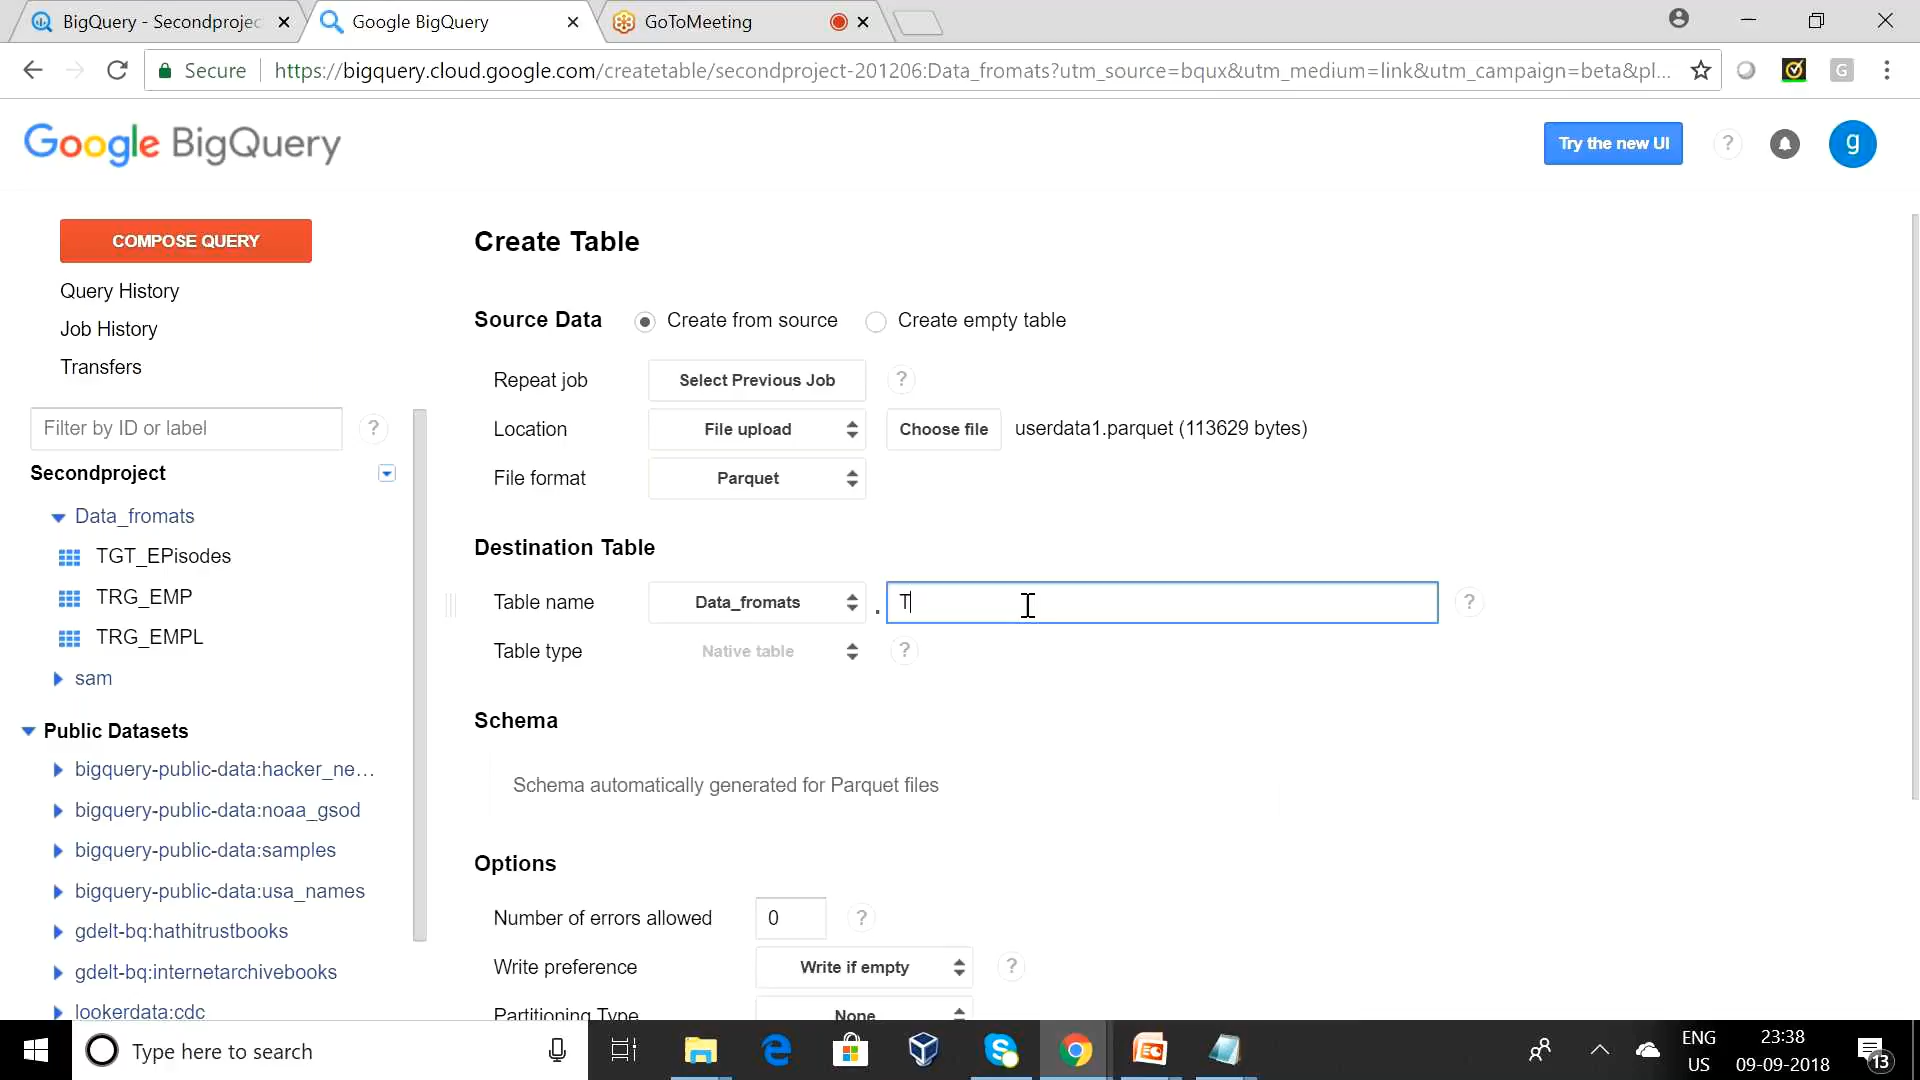 BigQuery - Secondprojec
Google BigQuery
GoToMeeting
Secure
https://bigquery.cloud.google.com/createtable/secondproject-201206:Data_fromats?utm_source=bqux&utm_medium=link&utm_campaign=beta&pl...
G
Google BigQuery
Try the new UI
?
g
COMPOSE QUERY
Query History
Job History
Transfers
Filter by ID or label
?
Secondproject
Data_fromats
TGT_EPisodes
TRG_EMP
TRG_EMPL
sam
Public Datasets
bigquery-public-data:hacker_ne...
bigquery-public-data:noaa_gsod
bigquery-public-data:samples
bigquery-public-data:usa_names
gdelt-bq:hathitrustbooks
gdelt-bq:internetarchivebooks
lookerdata:cdc
Create Table
Source Data Create from source Create empty table
Repeat job Select Previous Job ?
Location File upload Choose file userdata1.parquet (113629 bytes)
File format Parquet
Destination Table
Table name Data_fromats . T ?
Table type Native table ?
Schema
Schema automatically generated for Parquet files
Options
Number of errors allowed 0 ?
Write preference Write if empty ?
Partitioning Type None
Type here to search
ENG
US
23:38
09-09-2018
13